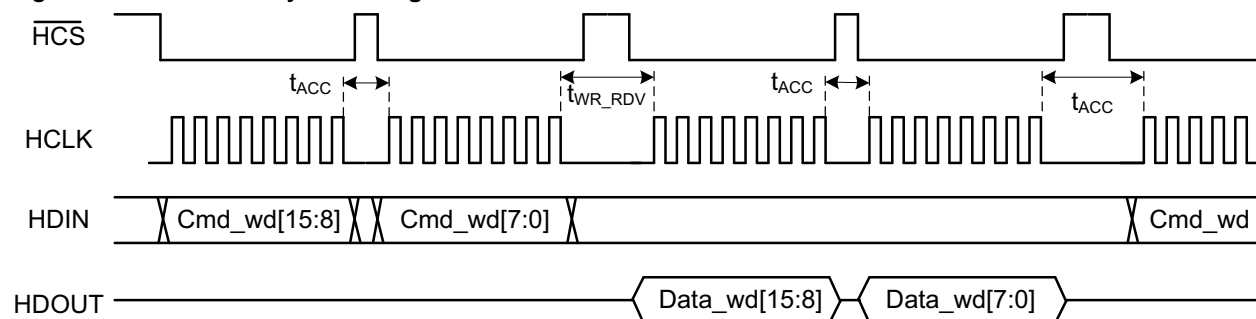 HCS
tACC
tWR_RDV
tACC
tACC
HCLK
HDIN
Cmd_wd[15:8]
Cmd_wd[7:0]
Cmd_wd
HDOUT
Data_wd[15:8]
Data_wd[7:0]